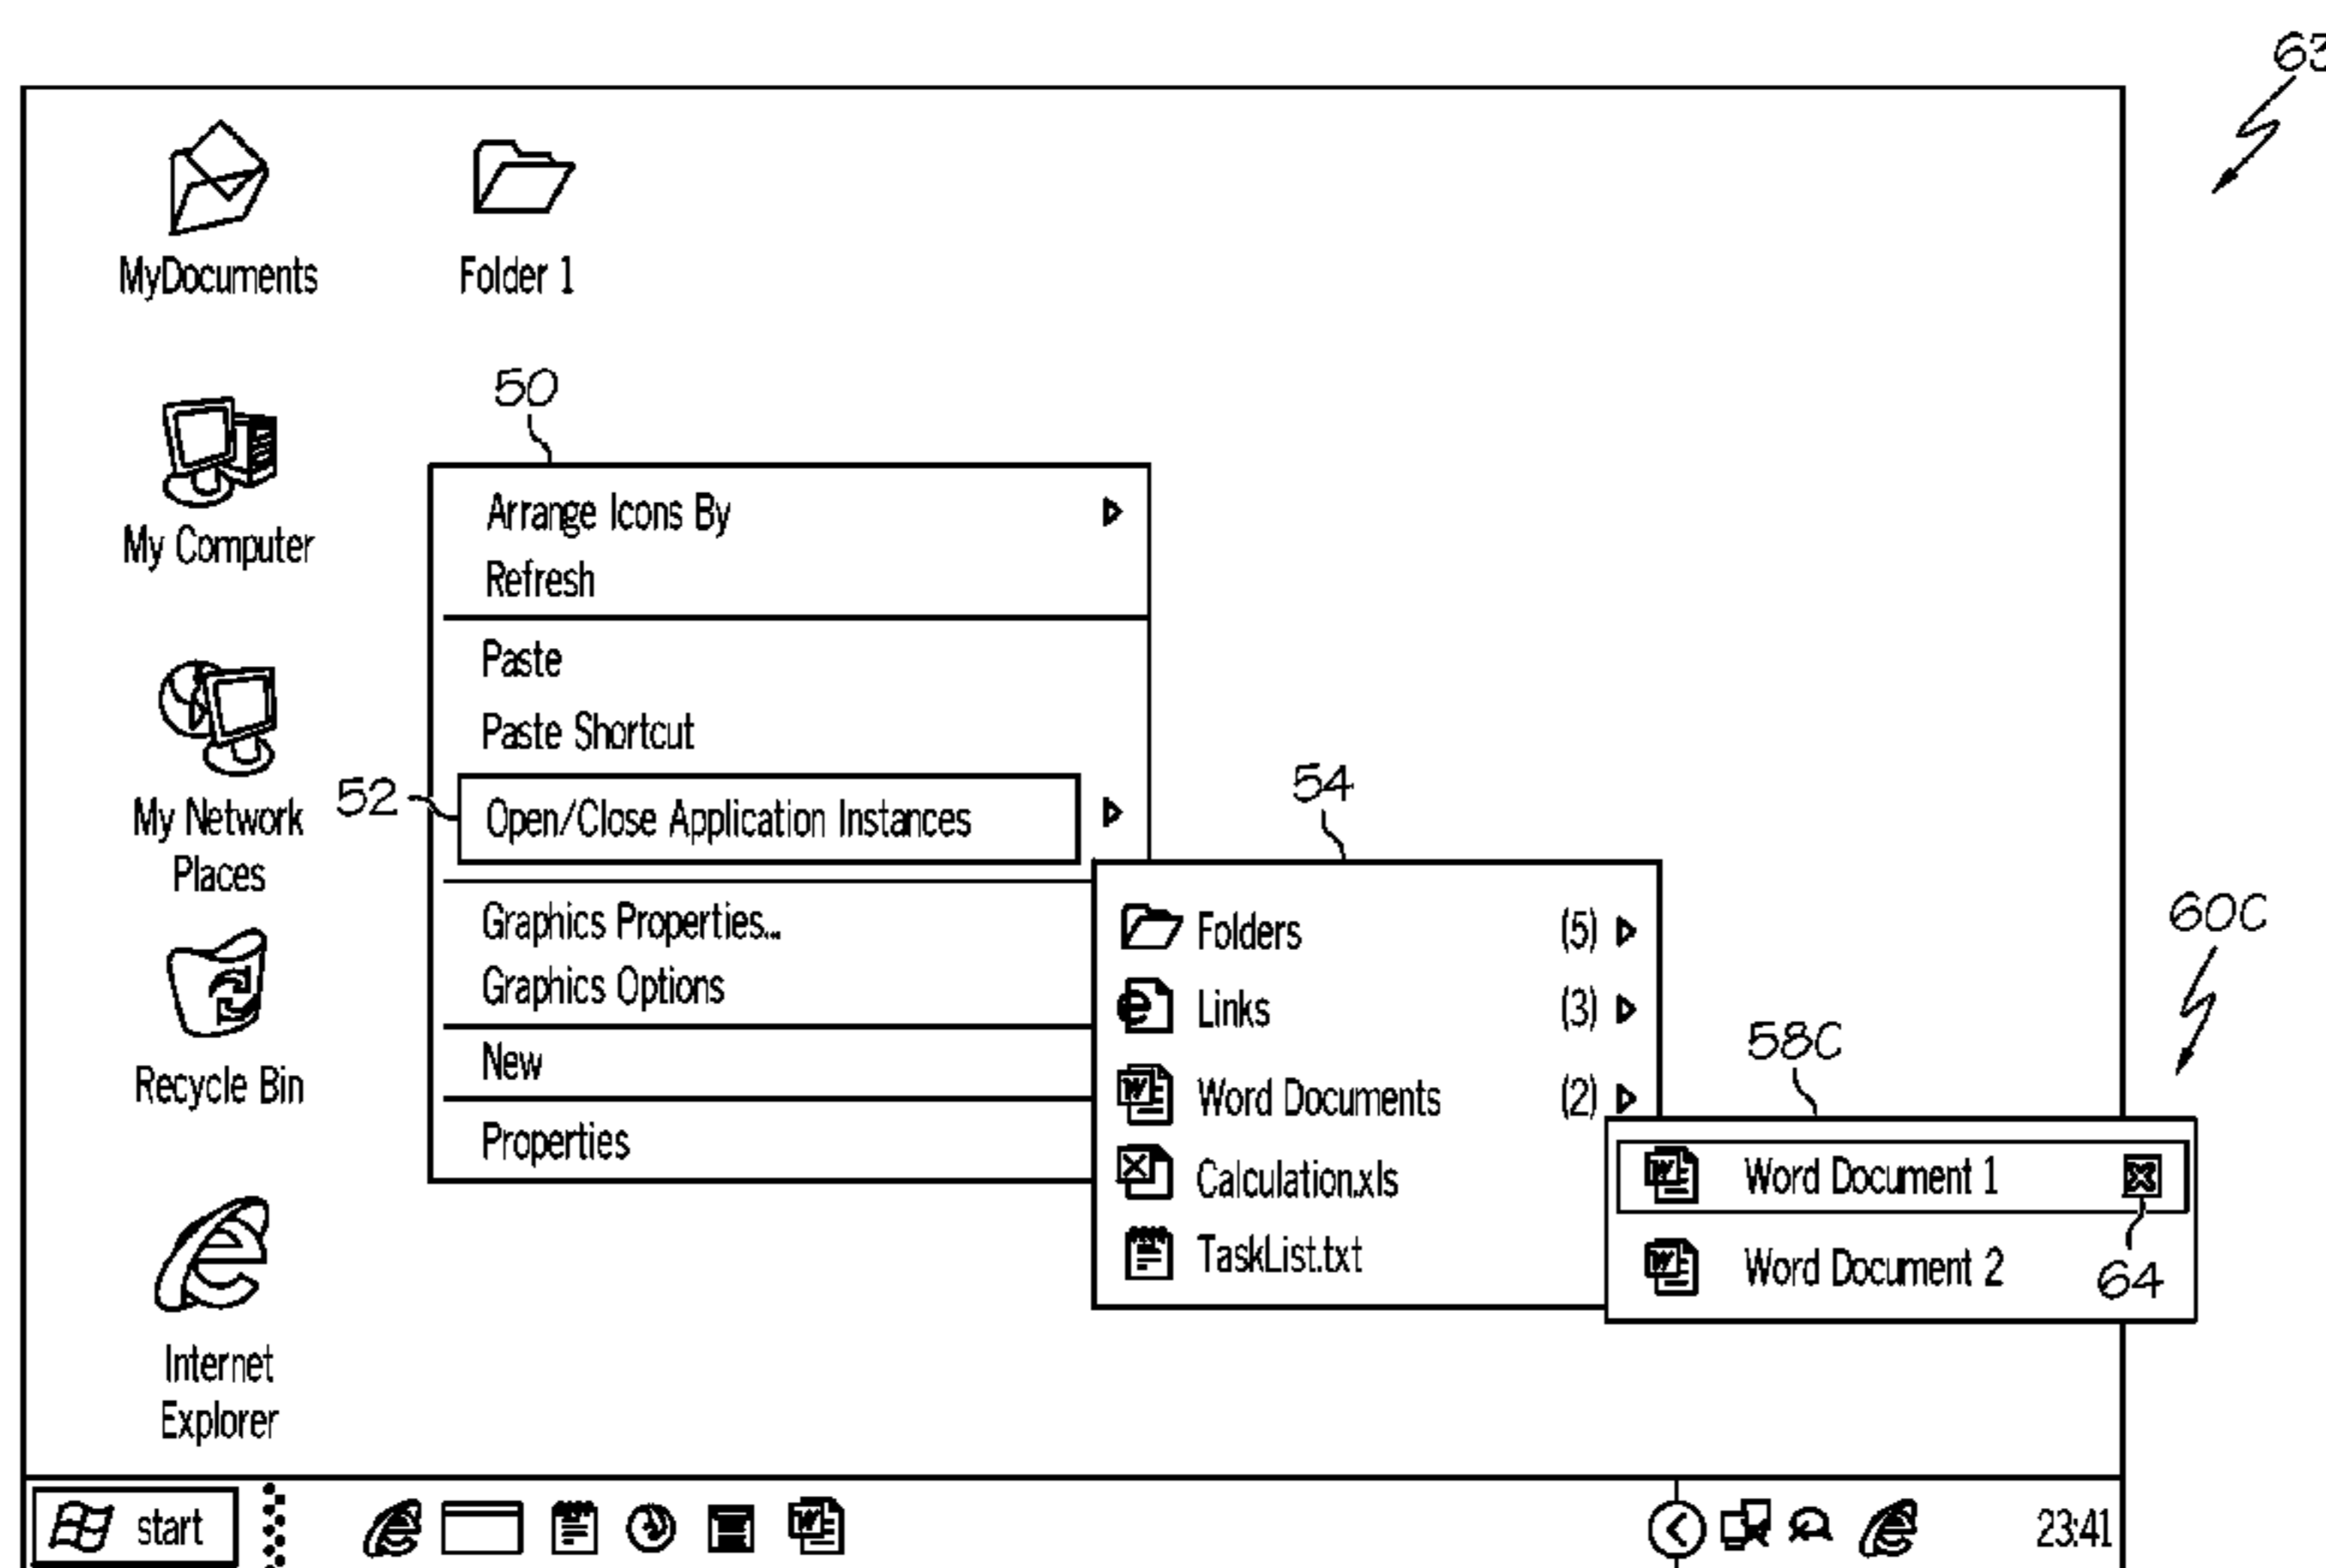 63
MyDocuments
Folder 1
50
My Computer
Arrange Icons By
Refresh
Paste
Paste Shortcut
My Network
Places
52
Open/Close Application Instances
54
Graphics Properties...
Graphics Options
New
Properties
Recycle Bin
Folders (5)
Links (3)
Word Documents (2)
Calculation.xls
TaskList.txt
60C
58C
Word Document 1
Word Document 2
64
Internet
Explorer
start
23:41